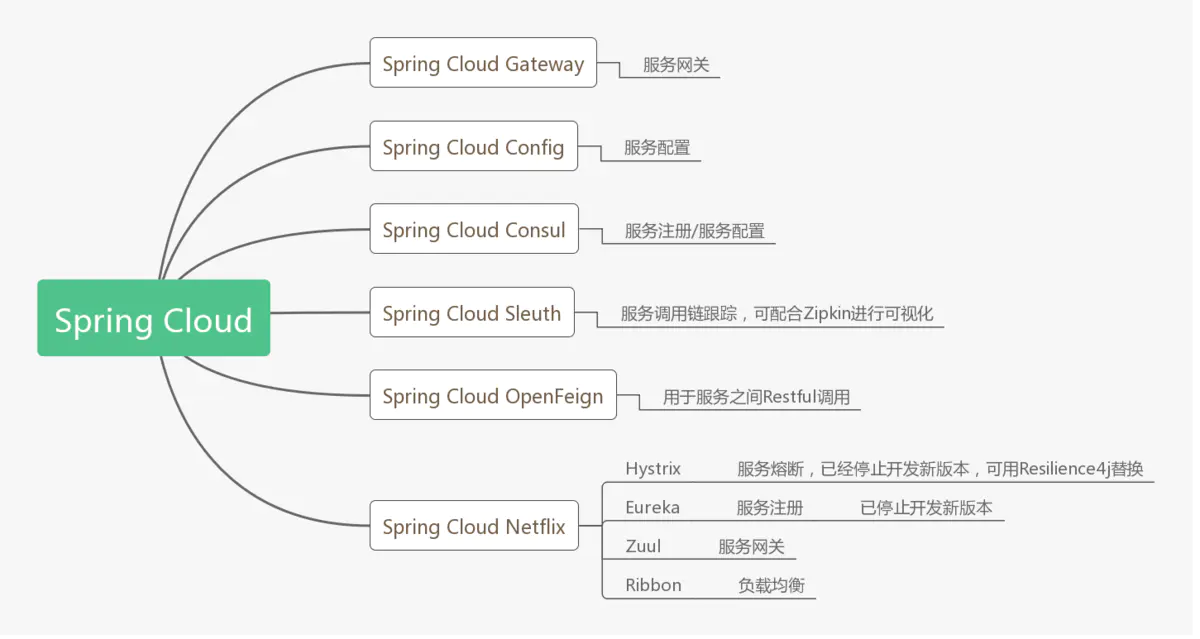 Spring Cloud
Spring Cloud Gateway 服务网关
Spring Cloud Config 服务配置
Spring Cloud Consul 服务注册/服务配置
Spring Cloud Sleuth 服务调用链跟踪，可配合Zipkin进行可视化
Spring Cloud OpenFeign 用于服务之间Restful调用
Spring Cloud Netflix
Hystrix 服务熔断，已经停止开发新版本，可用Resilience4j替换
Eureka 服务注册 已停止开发新版本
Zuul 服务网关
Ribbon 负载均衡